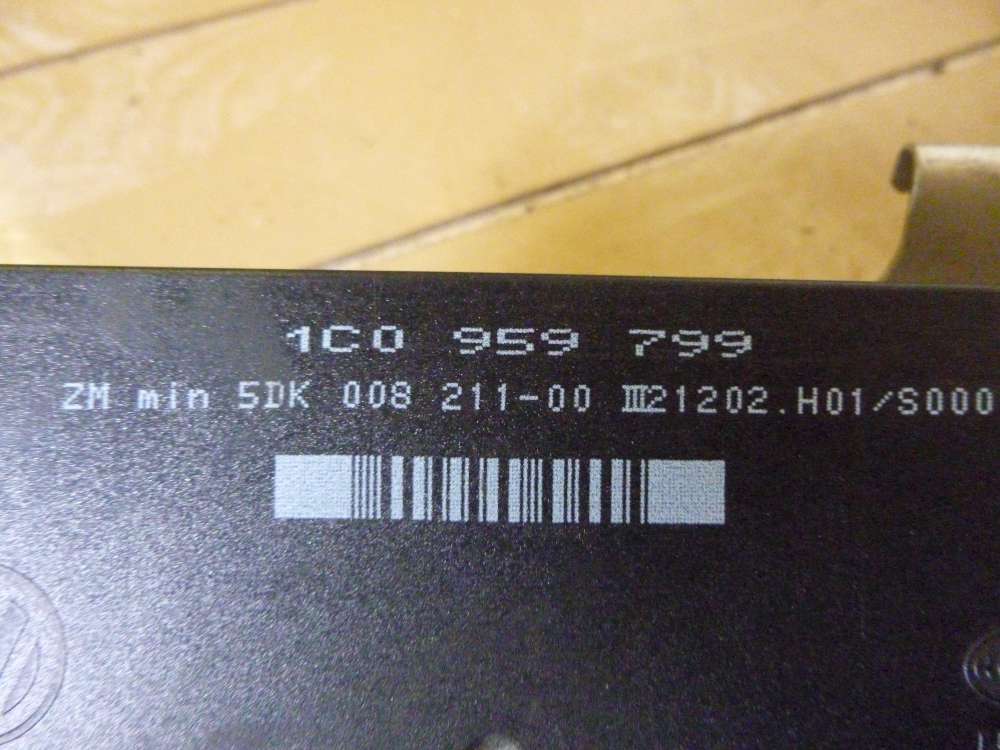 1C0 959 799
ZM min 5DK 008 211-00 III21202.H01/S000